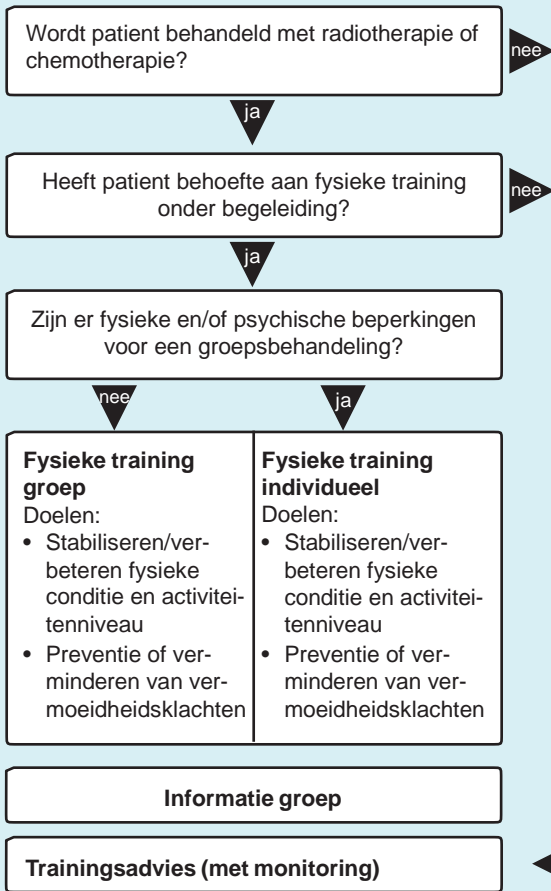 Wordt patient behandeld met radiotherapie of
chemotherapie?
nee
ja
Heeft patient behoefte aan fysieke training
onder begeleiding?
nee
ja
Zijn er fysieke en/of psychische beperkingen
voor een groepsbehandeling?
nee
ja
Fysieke training
groep
Doelen:
• Stabiliseren/ver-
beteren fysieke
conditie en activitei-
tenniveau
• Preventie of ver-
minderen van ver-
moeidheidsklachten
Fysieke training
individueel
Doelen:
• Stabiliseren/ver-
beteren fysieke
conditie en activitei-
tenniveau
• Preventie of ver-
minderen van ver-
moeidheidsklachten
Informatie groep
Trainingsadvies (met monitoring)